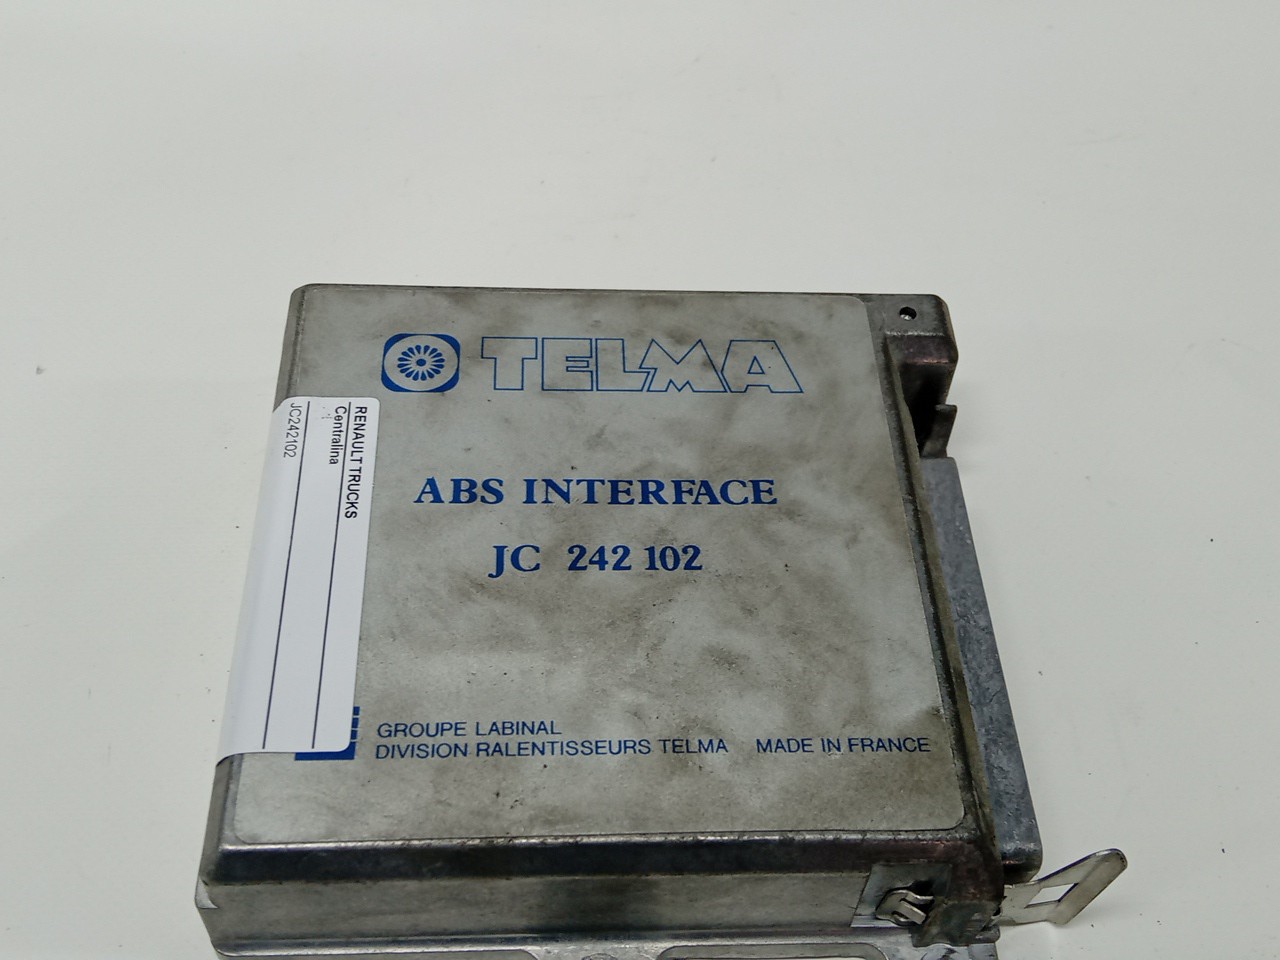 TELMA
ABS INTERFACE
JC 242 102
RENAULT TRUCKS
Centralina
JC242102
GROUPE LABINAL
DIVISION RALENTISSEURS TELMA MADE IN FRANCE